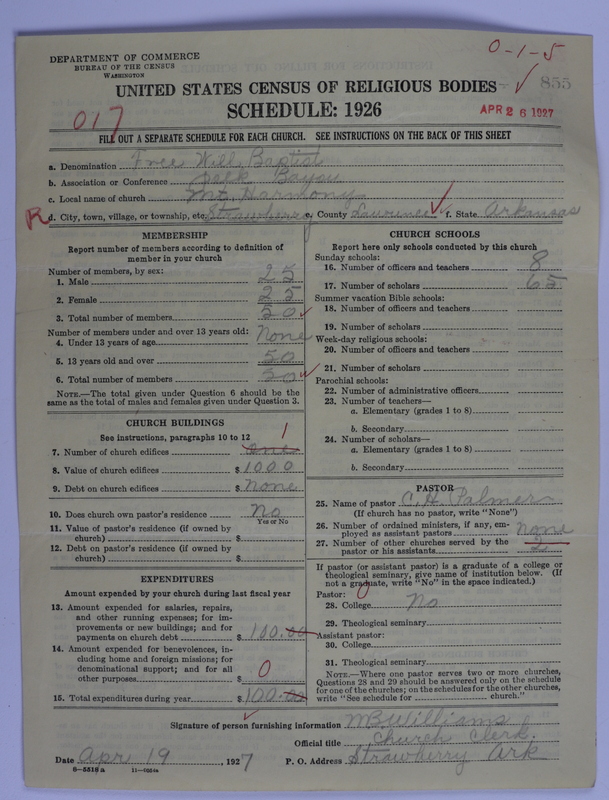 0-1-5
DEPARTMENT OF COMMERCE
BUREAU OF THE CENSUS
WASHINGTON
855
UNITED STATES CENSUS OF RELIGIOUS BODIES
SCHEDULE: 1926
APR 26 1927
017
FILL OUT A SEPARATE SCHEDULE FOR EACH CHURCH. SEE INSTRUCTIONS ON THE BACK OF THIS SHEET
a. Denomination Free Will Baptist
b. Association or Conference Polk Bayou
c. Local name of church Mt. Harmony
R d. City, town, village, or township, etc. Strawberry e. County Lawrence f. State Arkansas
MEMBERSHIP
Report number of members according to definition of
member in your church
Number of members, by sex:
1. Male 25
2. Female 25
3. Total number of members 50
Number of members under and over 13 years old:
4. Under 13 years of age None
5. 13 years old and over 50
6. Total number of members 50
NOTE.—The total given under Question 6 should be
same as the total of males and females given under Question 3.
CHURCH BUILDINGS
See instructions, paragraphs 10 to 12
1
7. Number of church edifices one
8. Value of church edifices $ 1000
9. Debt on church edifices $ None
10. Does church own pastor's residence No
Yes or No
11. Value of pastor's residence (if owned by
church) $
12. Debt on pastor's residence (if owned by
church) $
EXPENDITURES
Amount expended by your church during last fiscal year
13. Amount expended for salaries, repairs,
and other running expenses; for im-
provements or new buildings; and for
payments on church debt $ 100.00
14. Amount expended for benevolences, in-
cluding home and foreign missions; for
denominational support; and for all
other purposes $ 0
15. Total expenditures during year $ 100.00
CHURCH SCHOOLS
Report here only schools conducted by this church
Sunday schools:
16. Number of officers and teachers 8
17. Number of scholars 65
Summer vacation Bible schools:
18. Number of officers and teachers
19. Number of scholars
Week-day religious schools:
20. Number of officers and teachers
21. Number of scholars
Parochial schools:
22. Number of administrative officers
23. Number of teachers—
a. Elementary (grades 1 to 8)
b. Secondary
24. Number of scholars—
a. Elementary (grades 1 to 8)
b. Secondary
PASTOR
25. Name of pastor C. H. Palmer
(If church has no pastor, write "None")
26. Number of ordained ministers, if any, em-
ployed as assistant pastors None
27. Number of other churches served by the
pastor or his assistants 2
If pastor (or assistant pastor) is a graduate of a college or
theological seminary, give name of institution below. (If
not a graduate, write "No" in the space indicated.)
Pastor: 0
28. College No
29. Theological seminary
Assistant pastor:
30. College
31. Theological seminary
NOTE.—Where one pastor serves two or more churches,
Questions 28 and 29 should be answered only on the schedule
for one of the churches; on the schedules for the other churches,
write "See schedule for church."
Signature of person furnishing information M B Williams
Official title Church Clerk.
Date Apr 19, 1927 P. O. Address Strawberry Ark
8—5518a 11—6024a